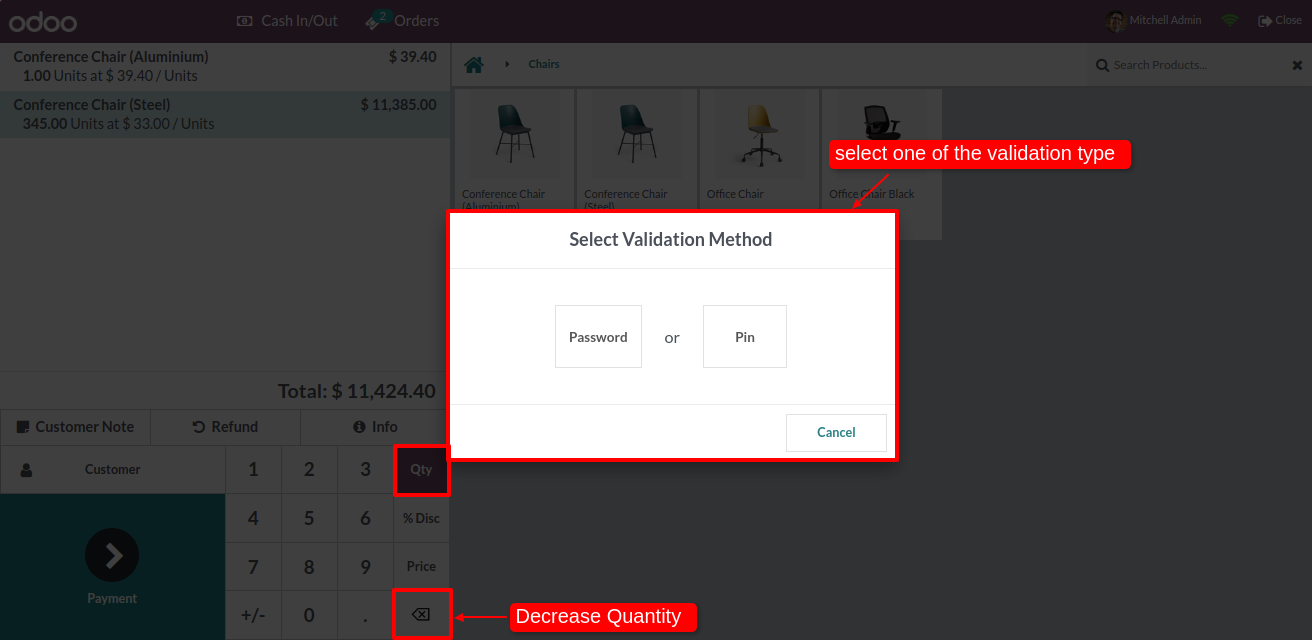 odoo
Cash In/Out
2
Orders
Mitchell Admin
Close
Conference Chair (Aluminium) $ 39.40
1.00 Units at $ 39.40 / Units
Conference Chair (Steel) $ 11,385.00
345.00 Units at $ 33.00 / Units
Chairs
Search Products...
Conference Chair (Aluminium)
Conference Chair (Steel)
Office Chair
Office Chair Black
select one of the validation type
Select Validation Method
Password or Pin
Cancel
Total: $ 11,424.40
Customer Note
Refund
Info
Customer
1 2 3 Qty
4 5 6 % Disc
7 8 9 Price
+/- 0 .
Payment
Decrease Quantity